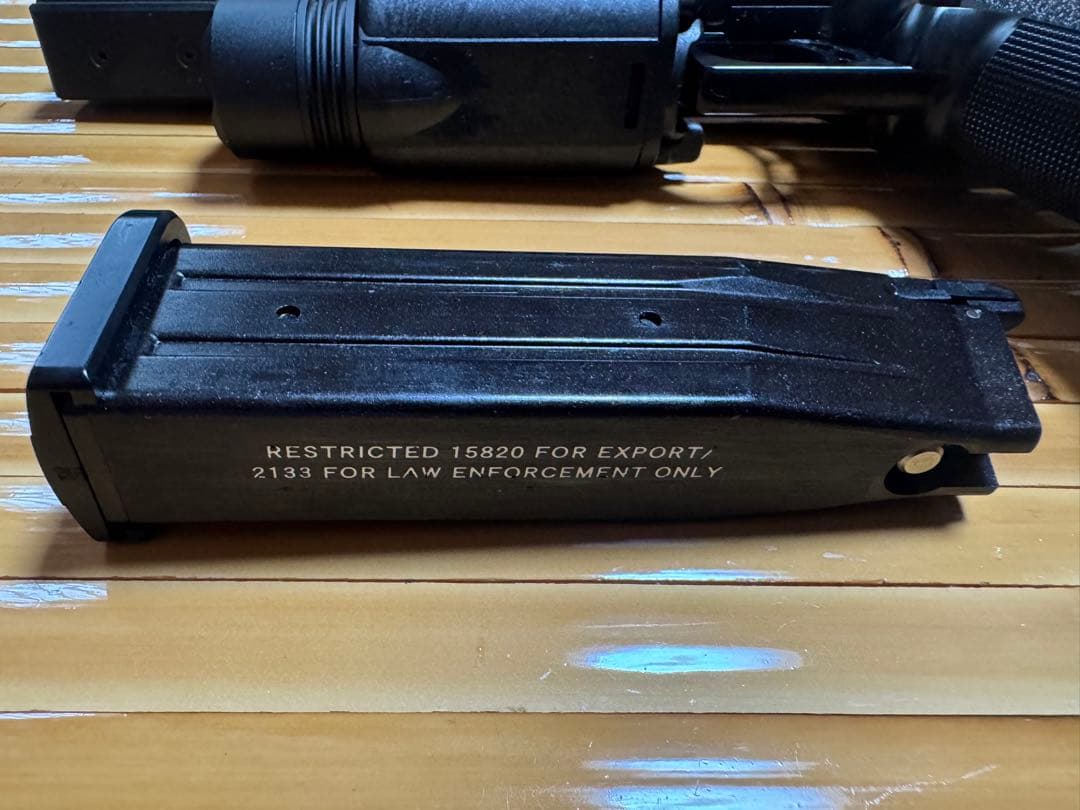 RESTRICTED 15820 FOR EXPORT/
2133 FOR LAW ENFORCEMENT ONLY